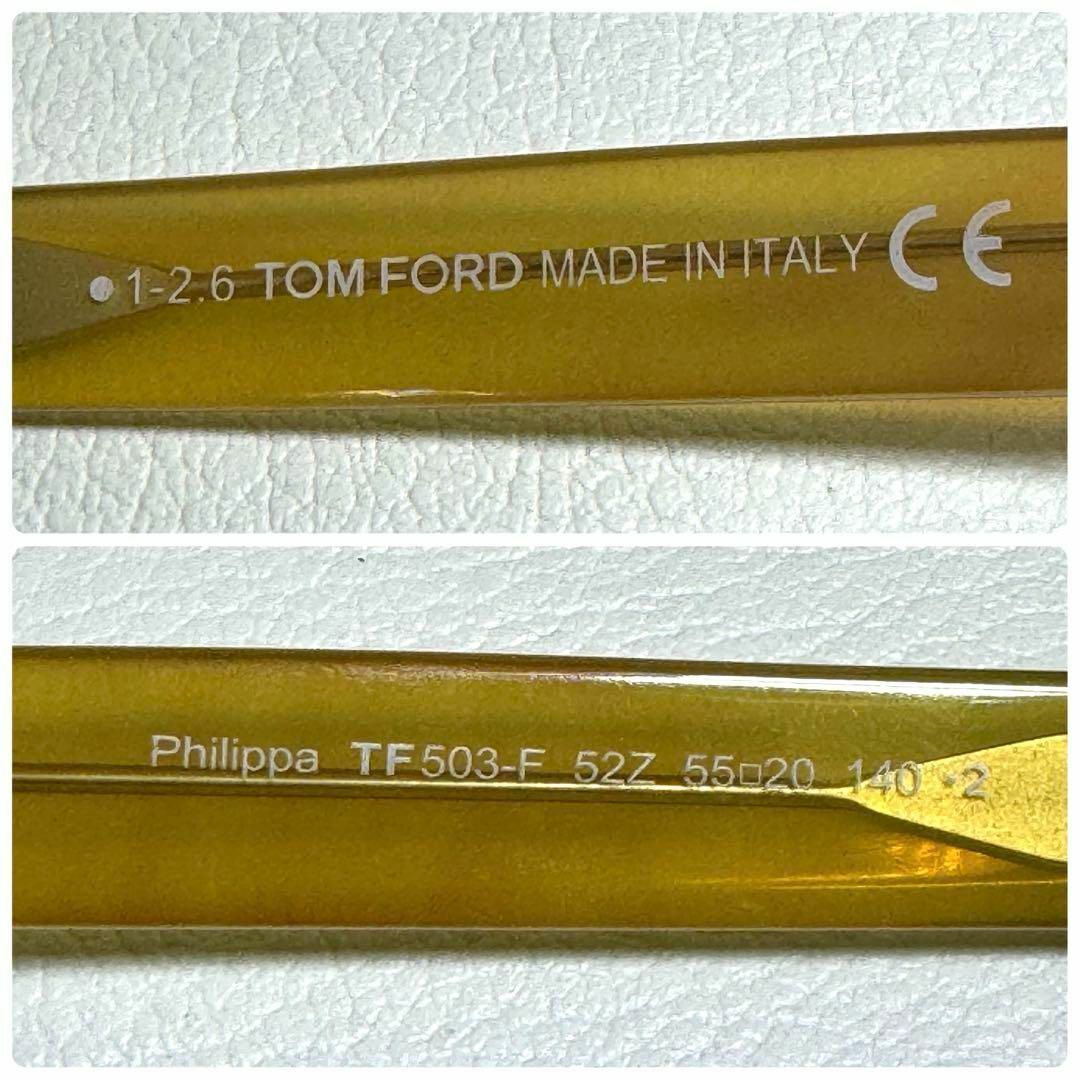 1-2.6 TOM FORD MADE IN ITALY CE
Philippa TF503-F 52Z 55□20 140 *2